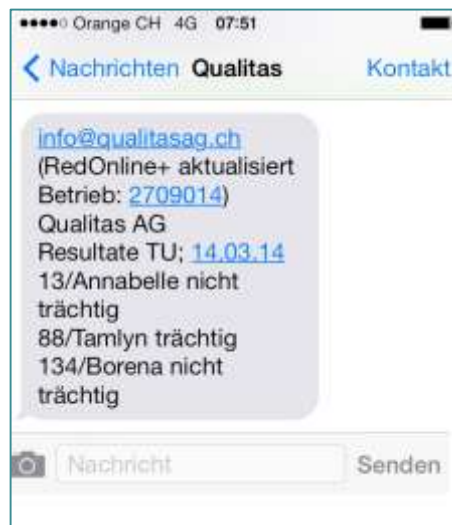 Orange CH 4G 07:51
Nachrichten Qualitas Kontakt
info@qualitasag.ch
(RedOnline+ aktualisiert
Betrieb: 2709014)
Qualitas AG
Resultate TU; 14.03.14
13/Annabelle nicht
trächtig
88/Tamlyn trächtig
134/Borena nicht
trächtig
Nachricht Senden